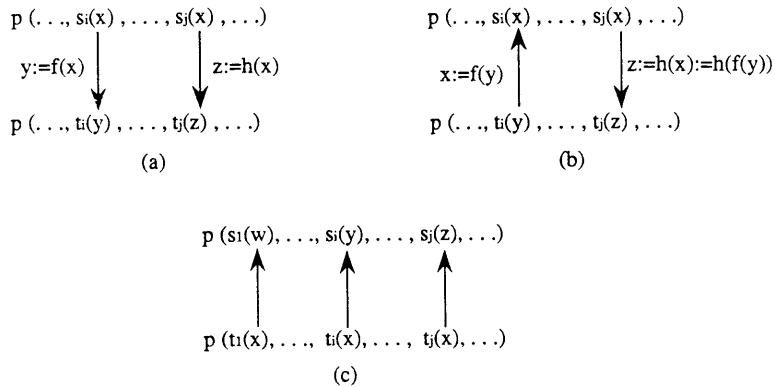 p (. . ., si(x) , . . . , sj(x) , . . .)
y:=f(x)
z:=h(x)
p (. . ., ti(y) , . . . , tj(z) , . . .)
(a)
p (. . ., si(x) , . . . , sj(x) , . . .)
x:=f(y)
z:=h(x):=h(f(y))
p (. . ., ti(y) , . . . , tj(z) , . . .)
(b)
p (s1(w), . . ., si(y), . . . , sj(z), . . .)
p (t1(x), . . ., ti(x), . . . , tj(x), . . .)
(c)